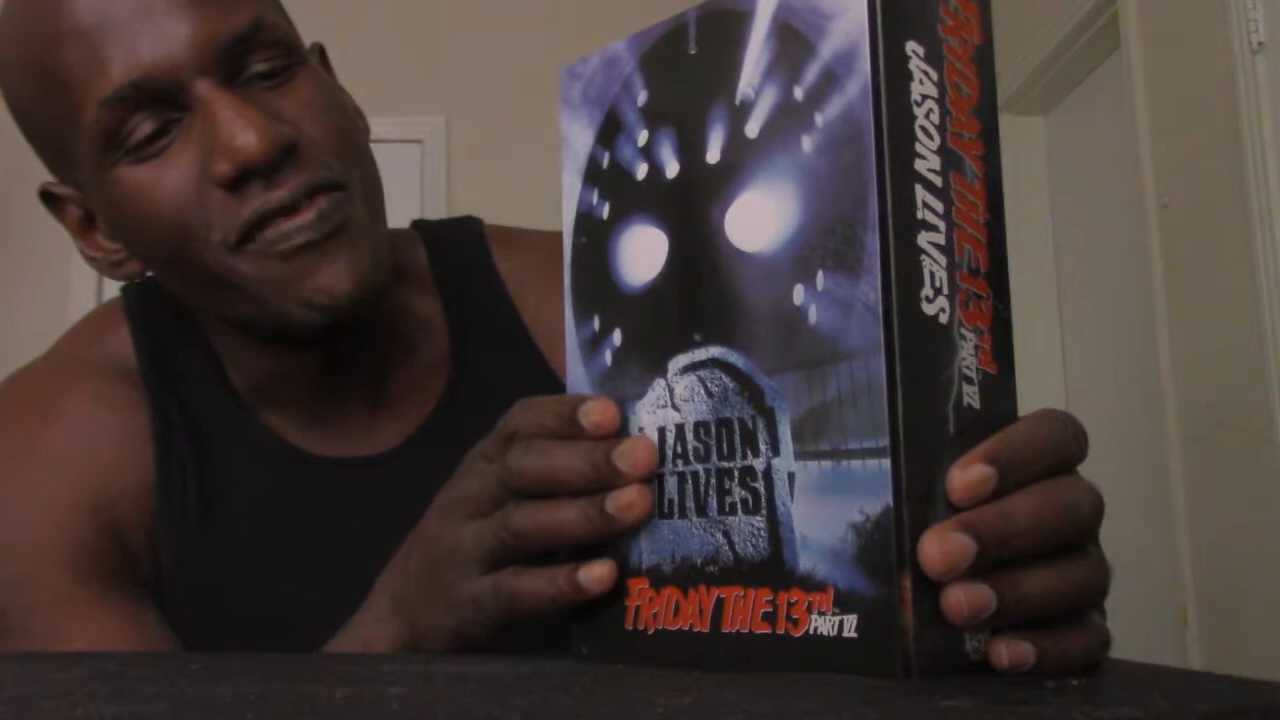 JASON
LIVES
FRIDAY THE 13TH
PART VI
FRIDAY THE 13TH
PART VI
JASON LIVES